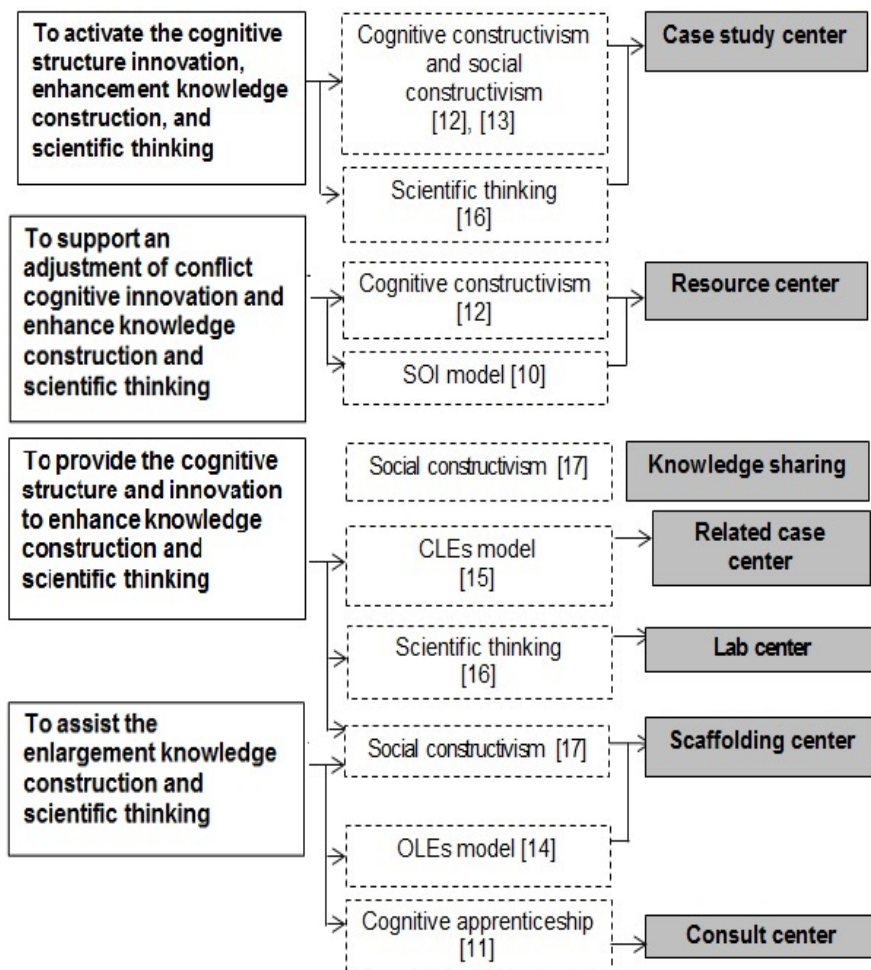 To activate the cognitive
structure innovation,
enhancement knowledge
construction, and
scientific thinking
Cognitive constructivism
and social
constructivism
[12], [13]
Case study center
Scientific thinking
[16]
To support an
adjustment of conflict
cognitive innovation and
enhance knowledge
construction and
scientific thinking
Cognitive constructivism
[12]
Resource center
SOI model [10]
To provide the cognitive
structure and innovation
to enhance knowledge
construction and
scientific thinking
Social constructivism [17]
Knowledge sharing
CLEs model
[15]
Related case
center
Scientific thinking
[16]
Lab center
To assist the
enlargement knowledge
construction and
scientific thinking
Social constructivism [17]
Scaffolding center
OLEs model [14]
Cognitive apprenticeship
[11]
Consult center